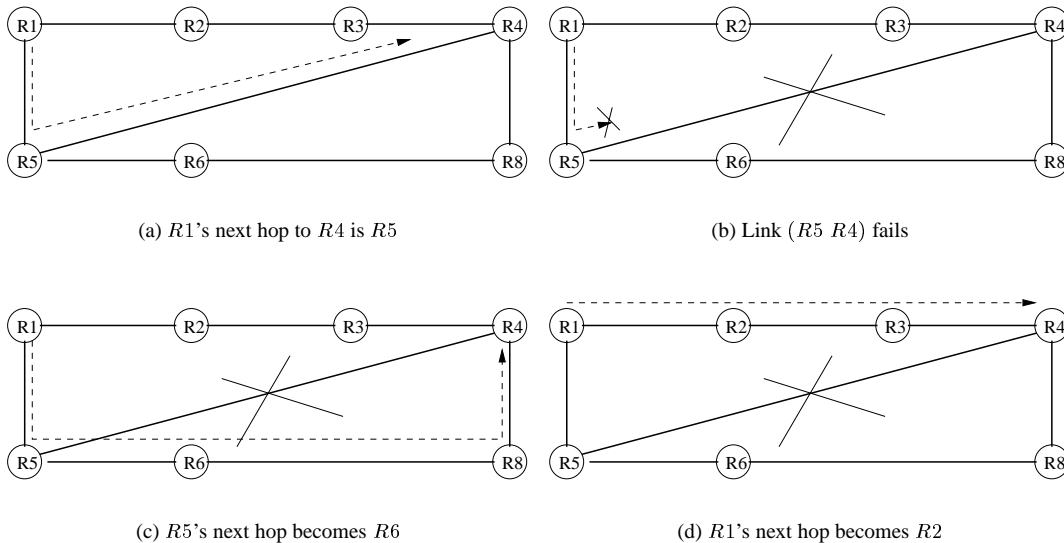 R1 R2 R3 R4
R5 R6 R8
(a) R1's next hop to R4 is R5
R1 R2 R3 R4
R5 R6 R8
(b) Link (R5 R4) fails
R1 R2 R3 R4
R5 R6 R8
(c) R5's next hop becomes R6
R1 R2 R3 R4
R5 R6 R8
(d) R1's next hop becomes R2